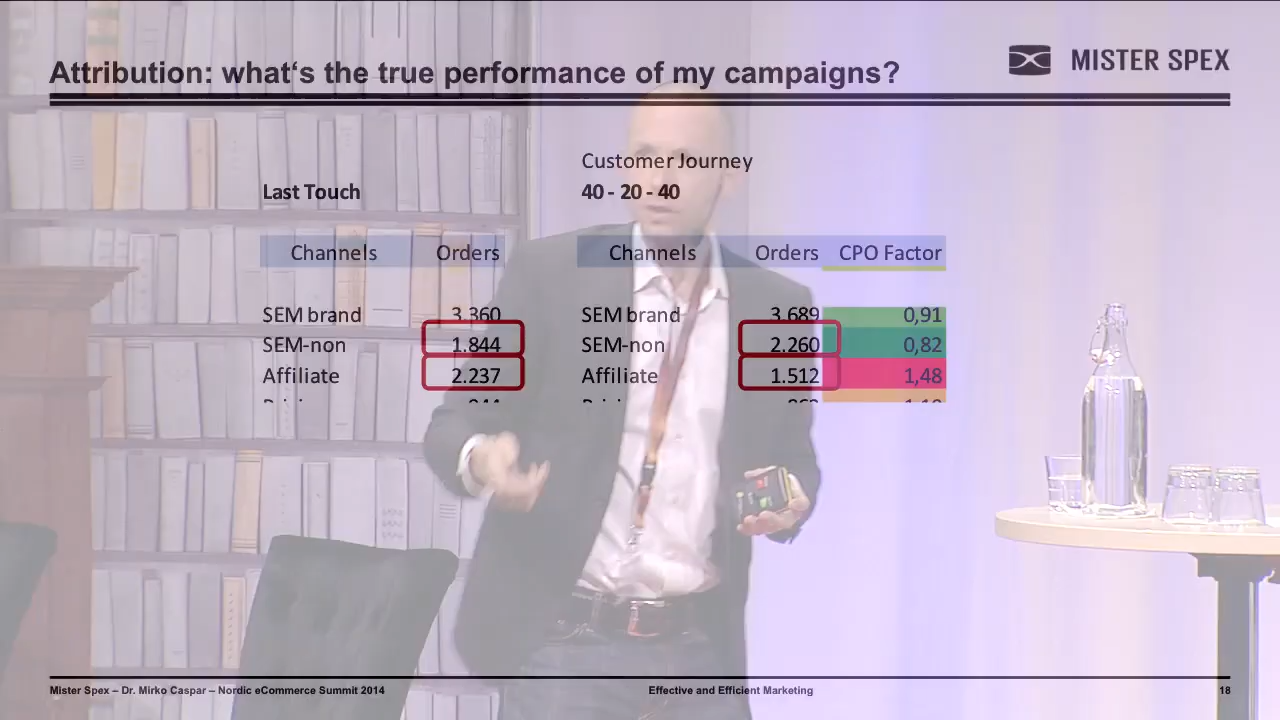 Attribution: what‘s the true performance of my campaigns?
MISTER SPEX
Customer Journey
Last Touch
40 - 20 - 40
Channels Orders
Channels Orders CPO Factor
SEM brand 3.360
SEM brand 3.689 0,91
SEM-non 1.844
SEM-non 2.260 0,82
Affiliate 2.237
Affiliate 1.512 1,48
Mister Spex – Dr. Mirko Caspar – Nordic eCommerce Summit 2014
Effective and Efficient Marketing
18